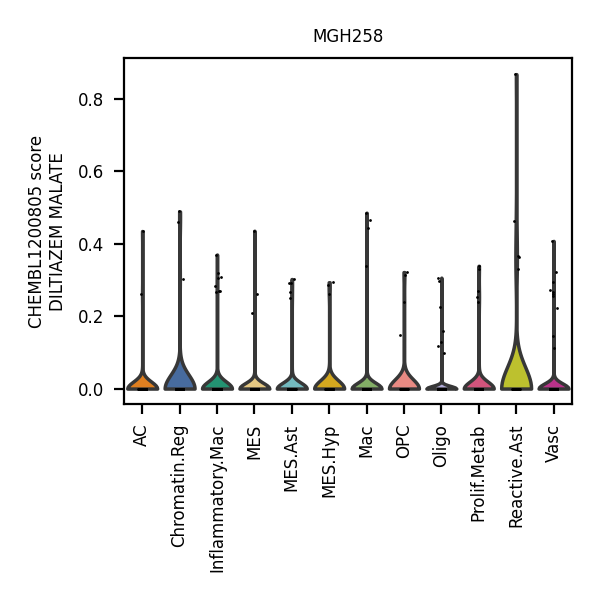 MGH258
CHEMBL1200805 score
DILTIAZEM MALATE
0.8
0.6
0.4
0.2
0.0
AC
Chromatin.Reg
Inflammatory.Mac
MES
MES.Ast
MES.Hyp
Mac
OPC
Oligo
Prolif.Metab
Reactive.Ast
Vasc